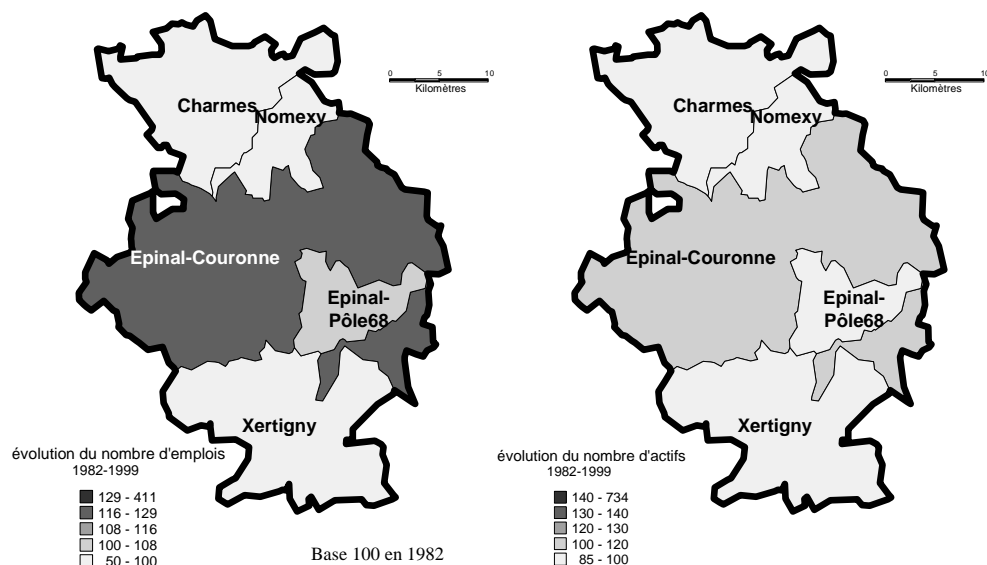 0 5 10
Kilomètres
Charmes
Nomexy
Epinal-Couronne
Epinal-
Pôle68
Xertigny
évolution du nombre d'emplois
1982-1999
129 - 411
116 - 129
108 - 116
100 - 108
50 - 100
Base 100 en 1982
0 5 10
Kilomètres
Charmes
Nomexy
Epinal-Couronne
Epinal-
Pôle68
Xertigny
évolution du nombre d'actifs
1982-1999
140 - 734
130 - 140
120 - 130
100 - 120
85 - 100